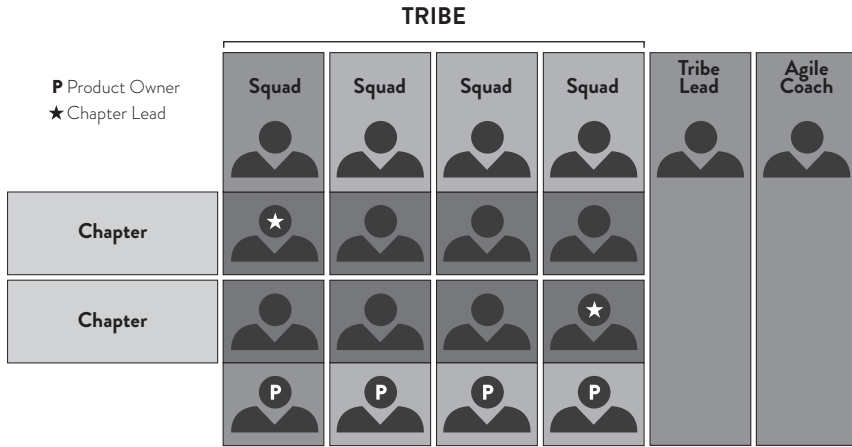 TRIBE
P Product Owner
★ Chapter Lead
Squad
Squad
Squad
Squad
Tribe
Lead
Agile
Coach
★
Chapter
Chapter
★
P
P
P
P